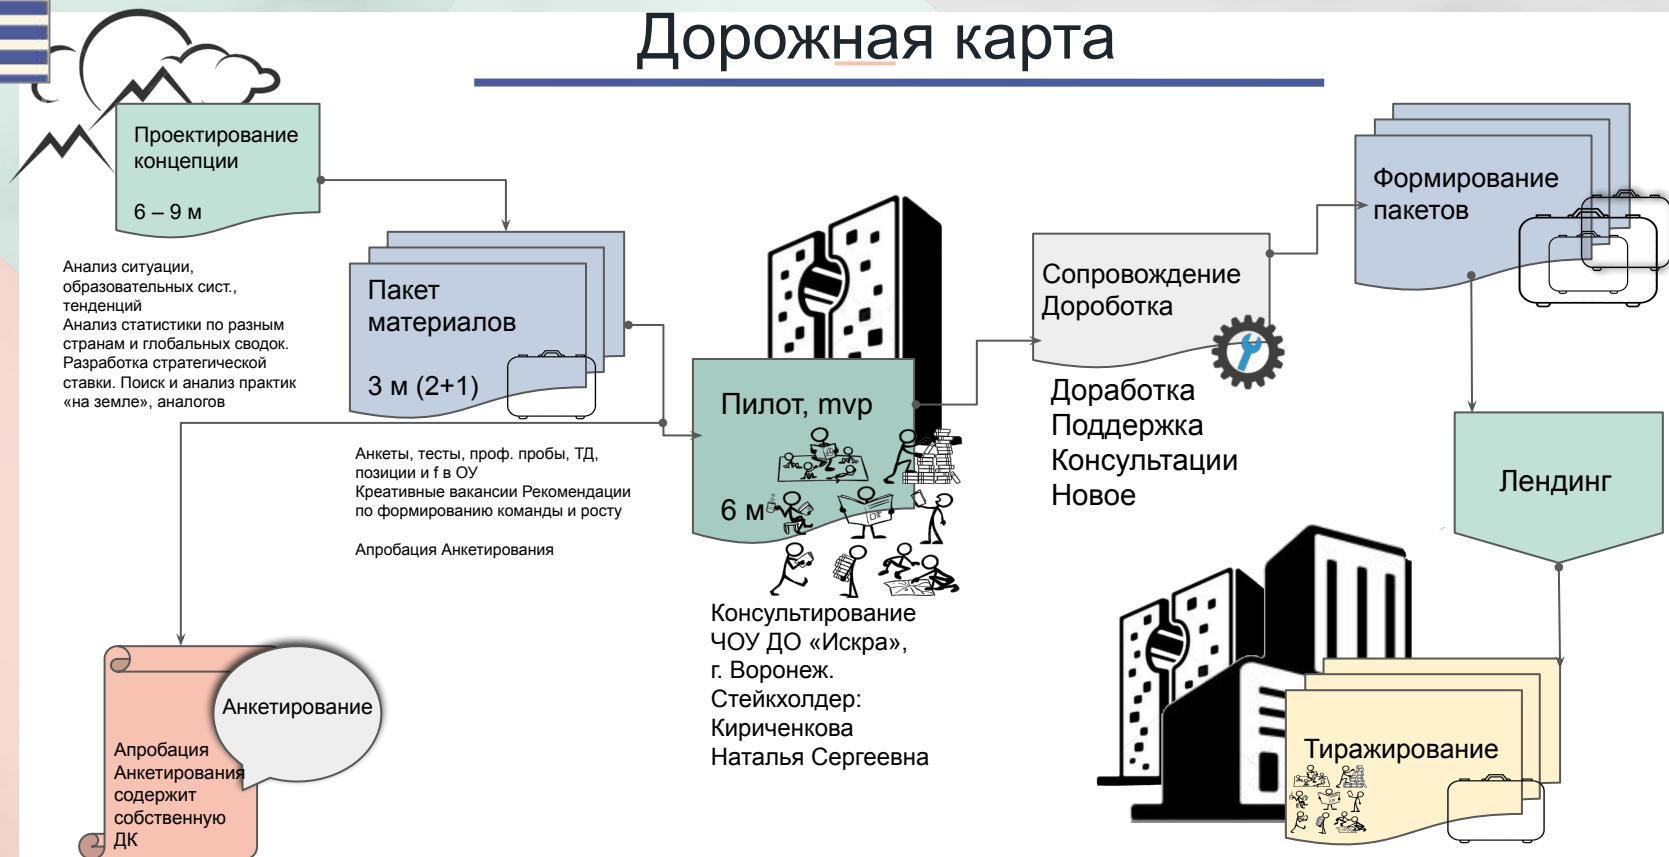 Дорожная карта
Проектирование
концепции
6 – 9 м
Анализ ситуации,
образовательных сист.,
тенденций
Анализ статистики по разным
странам и глобальных сводок.
Разработка стратегической
ставки. Поиск и анализ практик
«на земле», аналогов
Пакет
материалов
3 м (2+1)
Анкеты, тесты, проф. пробы, ТД,
позиции и f в ОУ
Креативные вакансии Рекомендации
по формированию команды и росту
Апробация Анкетирования
Анкетирование
Апробация
Анкетирования
содержит
собственную
ДК
Пилот, mvp
6 м
Консультирование
ЧОУ ДО «Искра»,
г. Воронеж.
Стейкхолдер:
Кириченкова
Наталья Сергеевна
Сопровождение
Дороботка
Доработка
Поддержка
Консультации
Новое
Формирование
пакетов
Лендинг
Тиражирование